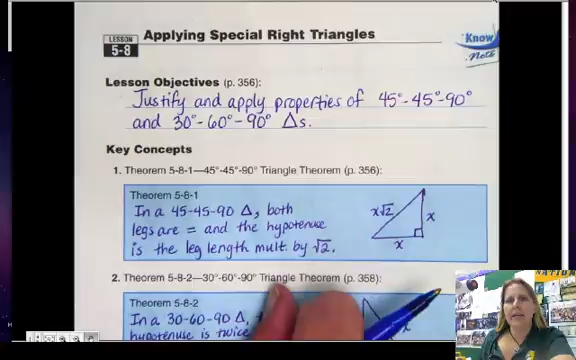 LESSON
5-8
Applying Special Right Triangles
Know
Note
Lesson Objectives (p. 356):
Justify and apply properties of 45°-45°-90°
and 30°-60°-90° Δs.
Key Concepts
1. Theorem 5-8-1—45°-45°-90° Triangle Theorem (p. 356):
Theorem 5-8-1
In a 45-45-90 Δ, both
legs are = and the hypotenuse
is the leg length mult. by √2.
x√2
x
x
2. Theorem 5-8-2—30°-60°-90° Triangle Theorem (p. 358):
Theorem 5-8-2
In a 30-60-90 Δ,
hypotenuse is twice
x
NATION